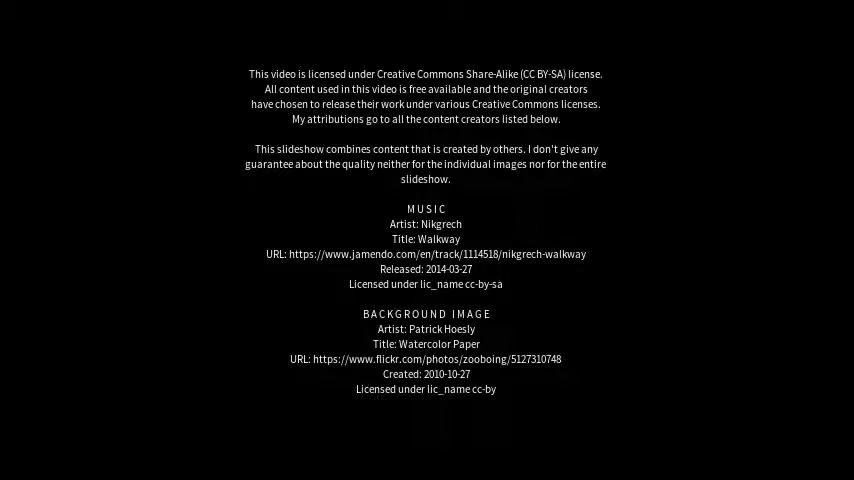 This video is licensed under Creative Commons Share-Alike (CC BY-SA) license.
All content used in this video is free available and the original creators
have chosen to release their work under various Creative Commons licenses.
My attributions go to all the content creators listed below.
This slideshow combines content that is created by others. I don't give any
guarantee about the quality neither for the individual images nor for the entire
slideshow.
MUSIC
Artist: Nikgrech
Title: Walkway
URL: https://www.jamendo.com/en/track/1114518/nikgrech-walkway
Released: 2014-03-27
Licensed under lic_name cc-by-sa
BACKGROUND IMAGE
Artist: Patrick Hoesly
Title: Watercolor Paper
URL: https://www.flickr.com/photos/zooboing/5127310748
Created: 2010-10-27
Licensed under lic_name cc-by